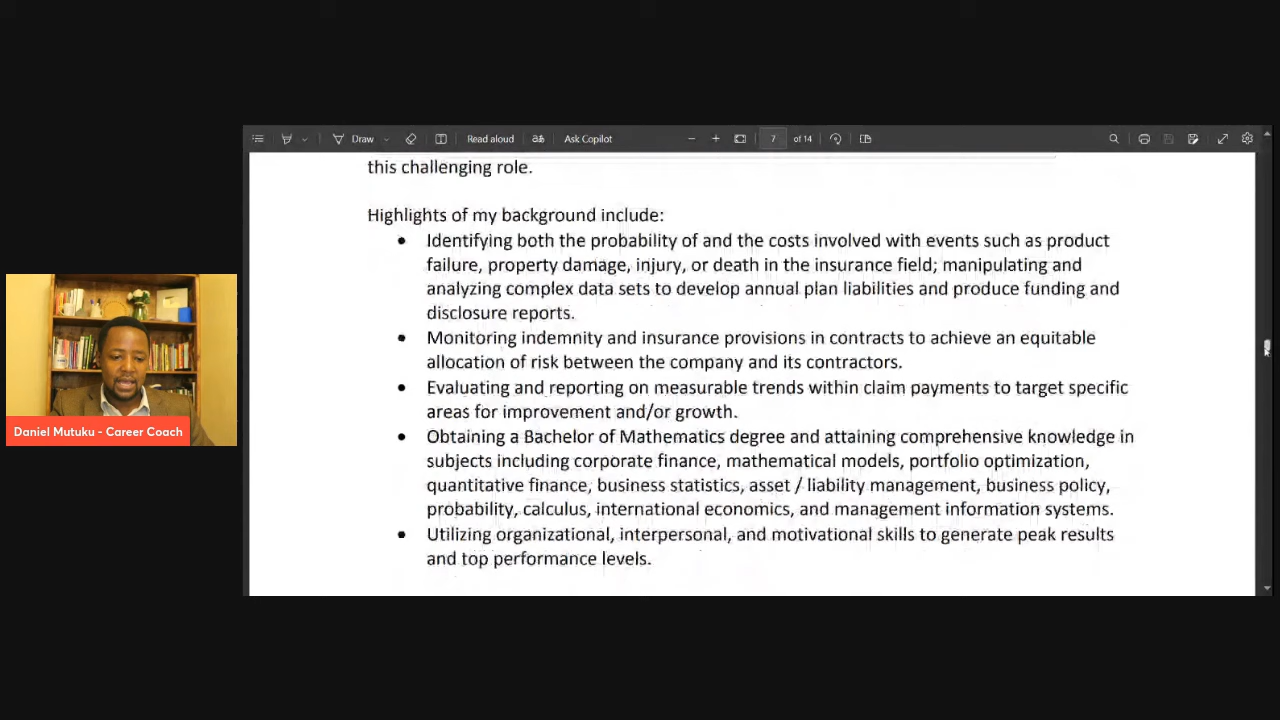 Draw
Read aloud
Ask Copilot
7
of 14
this challenging role.
Highlights of my background include:
Identifying both the probability of and the costs involved with events such as product
failure, property damage, injury, or death in the insurance field; manipulating and
analyzing complex data sets to develop annual plan liabilities and produce funding and
disclosure reports.
Monitoring indemnity and insurance provisions in contracts to achieve an equitable
allocation of risk between the company and its contractors.
Evaluating and reporting on measurable trends within claim payments to target specific
areas for improvement and/or growth.
Obtaining a Bachelor of Mathematics degree and attaining comprehensive knowledge in
subjects including corporate finance, mathematical models, portfolio optimization,
quantitative finance, business statistics, asset / liability management, business policy,
probability, calculus, international economics, and management information systems.
Utilizing organizational, interpersonal, and motivational skills to generate peak results
and top performance levels.
Daniel Mutuku - Career Coach